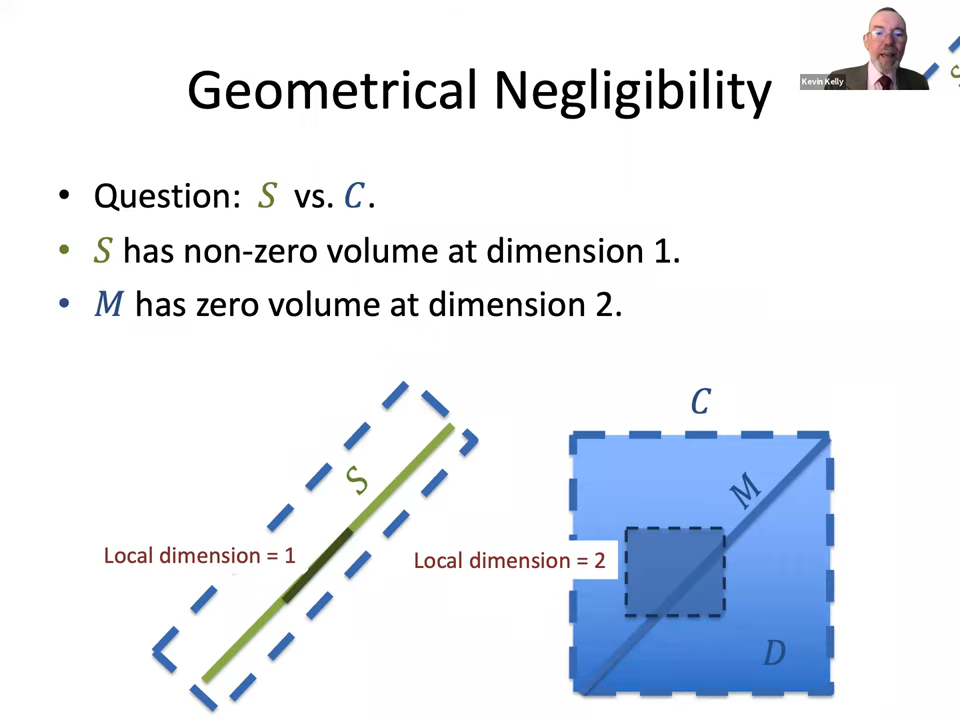 Geometrical Negligibility
Kevin Kelly
• Question: S vs. C.
• S has non-zero volume at dimension 1.
• M has zero volume at dimension 2.
C
S
M
Local dimension = 1
Local dimension = 2
D